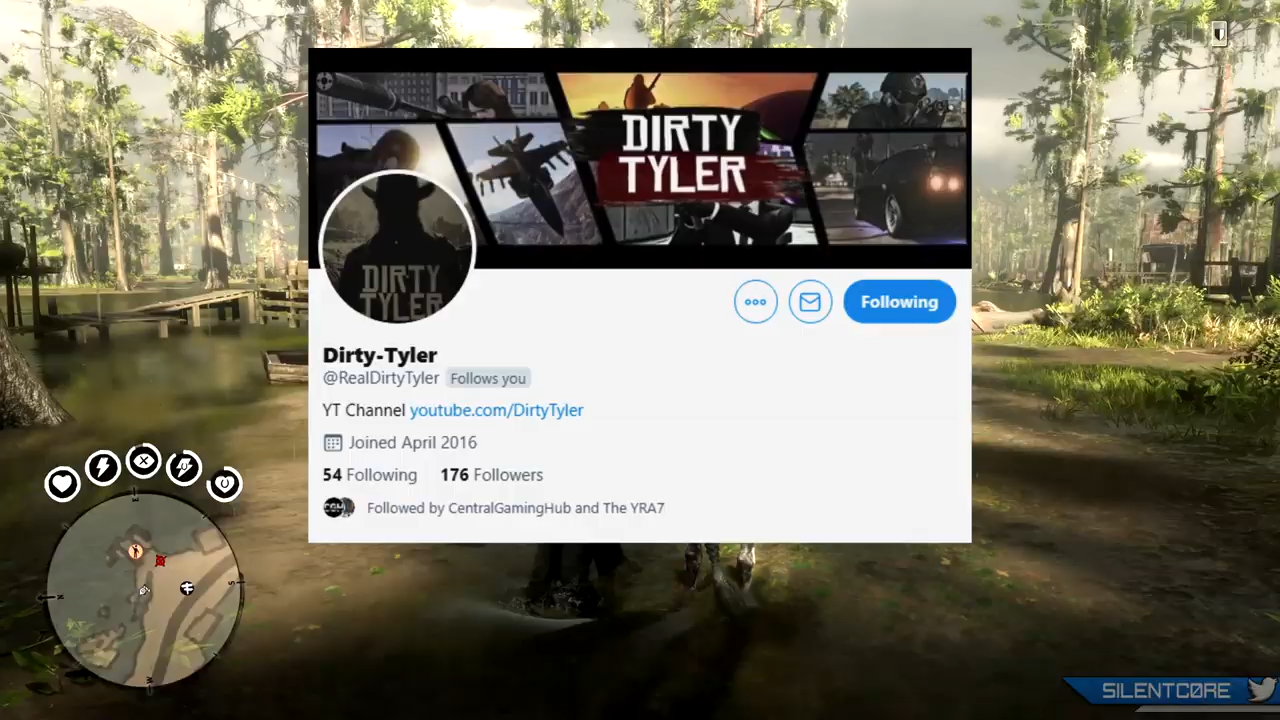 DIRTY
TYLER
DIRTY
TYLER
Following
Dirty-Tyler
@RealDirtyTyler Follows you
YT Channel youtube.com/DirtyTyler
Joined April 2016
54 Following 176 Followers
Followed by CentralGamingHub and The YRA7
SILENTCØRE